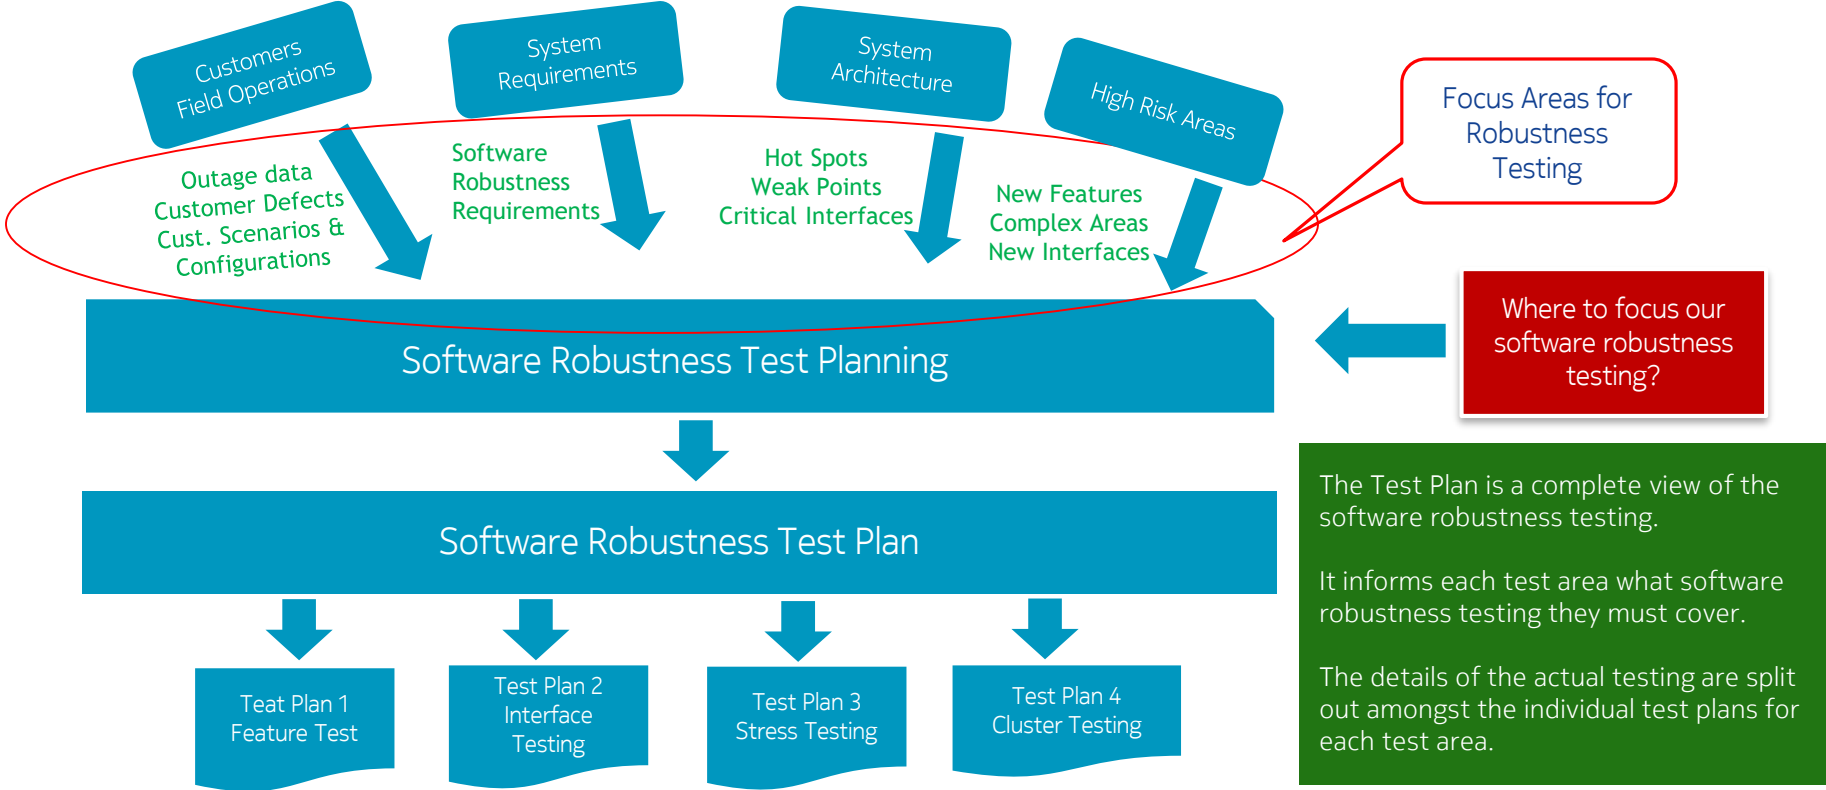 Customers
Field Operations
System
Requirements
System
Architecture
High Risk Areas
Focus Areas for
Robustness
Testing
Outage data
Customer Defects
Cust. Scenarios &
Configurations
Software
Robustness
Requirements
Hot Spots
Weak Points
Critical Interfaces
New Features
Complex Areas
New Interfaces
Where to focus our
software robustness
testing?
Software Robustness Test Planning
Software Robustness Test Plan
The Test Plan is a complete view of the
software robustness testing.
It informs each test area what software
robustness testing they must cover.
The details of the actual testing are split
out amongst the individual test plans for
each test area.
Teat Plan 1
Feature Test
Test Plan 2
Interface
Testing
Test Plan 3
Stress Testing
Test Plan 4
Cluster Testing